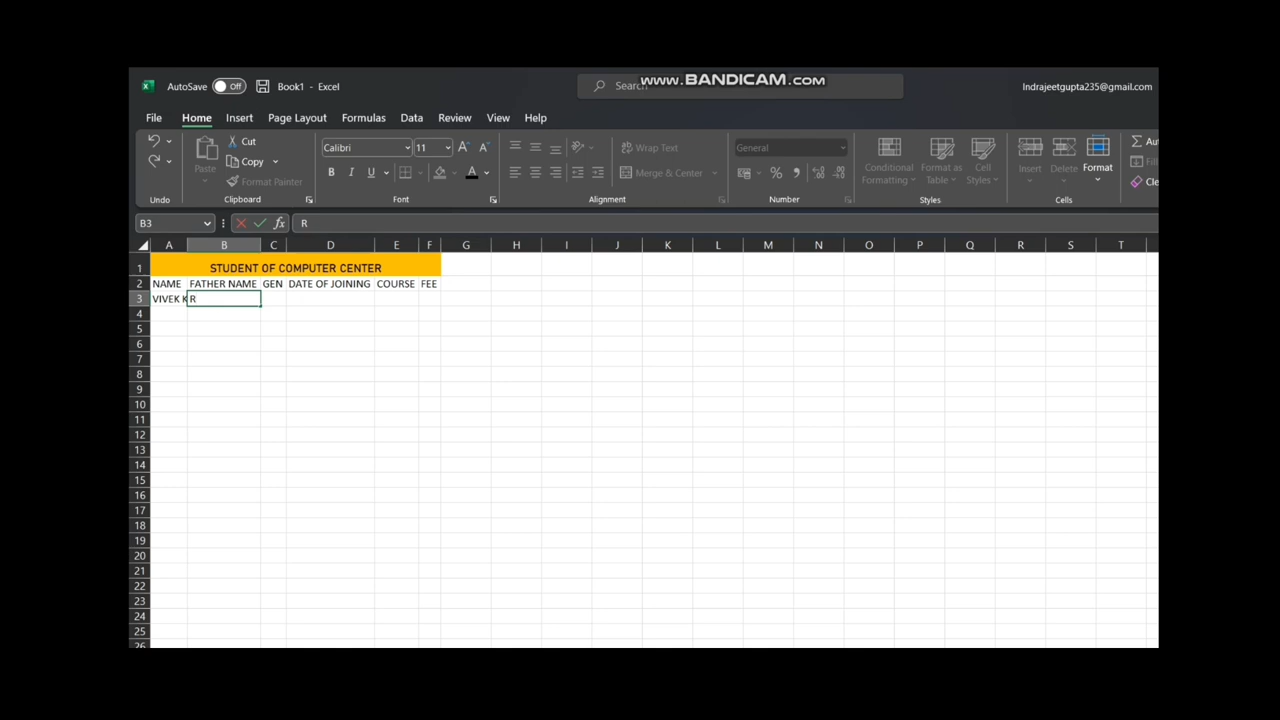 www.BANDICAM.com
AutoSave Off Book1 - Excel Search Indrajeetgupta235@gmail.com
File Home Insert Page Layout Formulas Data Review View Help
Cut
Copy
Format Painter
Paste
Calibri 11
B I U A
Wrap Text
Merge & Center
General
Conditional Formatting
Format as Table
Cell Styles
Insert
Delete
Format
Undo Clipboard Font Alignment Number Styles Cells
B3 fx R
A B C D E F G H I J K L M N O P Q R S T
1 STUDENT OF COMPUTER CENTER
2 NAME FATHER NAME GEN DATE OF JOINING COURSE FEE
3 VIVEK K R
4
5
6
7
8
9
10
11
12
13
14
15
16
17
18
19
20
21
22
23
24
25
26